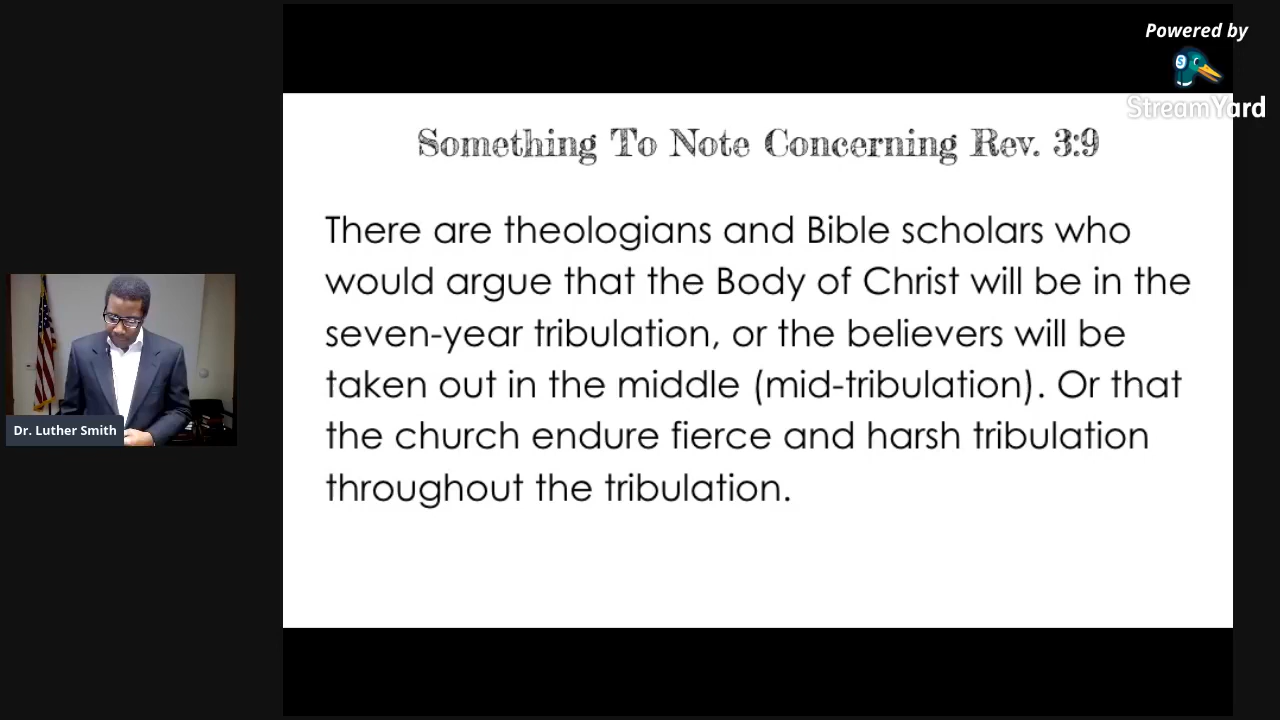 Powered by
StreamYard
Something To Note Concerning Rev. 3:9
There are theologians and Bible scholars who
would argue that the Body of Christ will be in the
seven-year tribulation, or the believers will be
taken out in the middle (mid-tribulation). Or that
the church endure fierce and harsh tribulation
throughout the tribulation.
Dr. Luther Smith